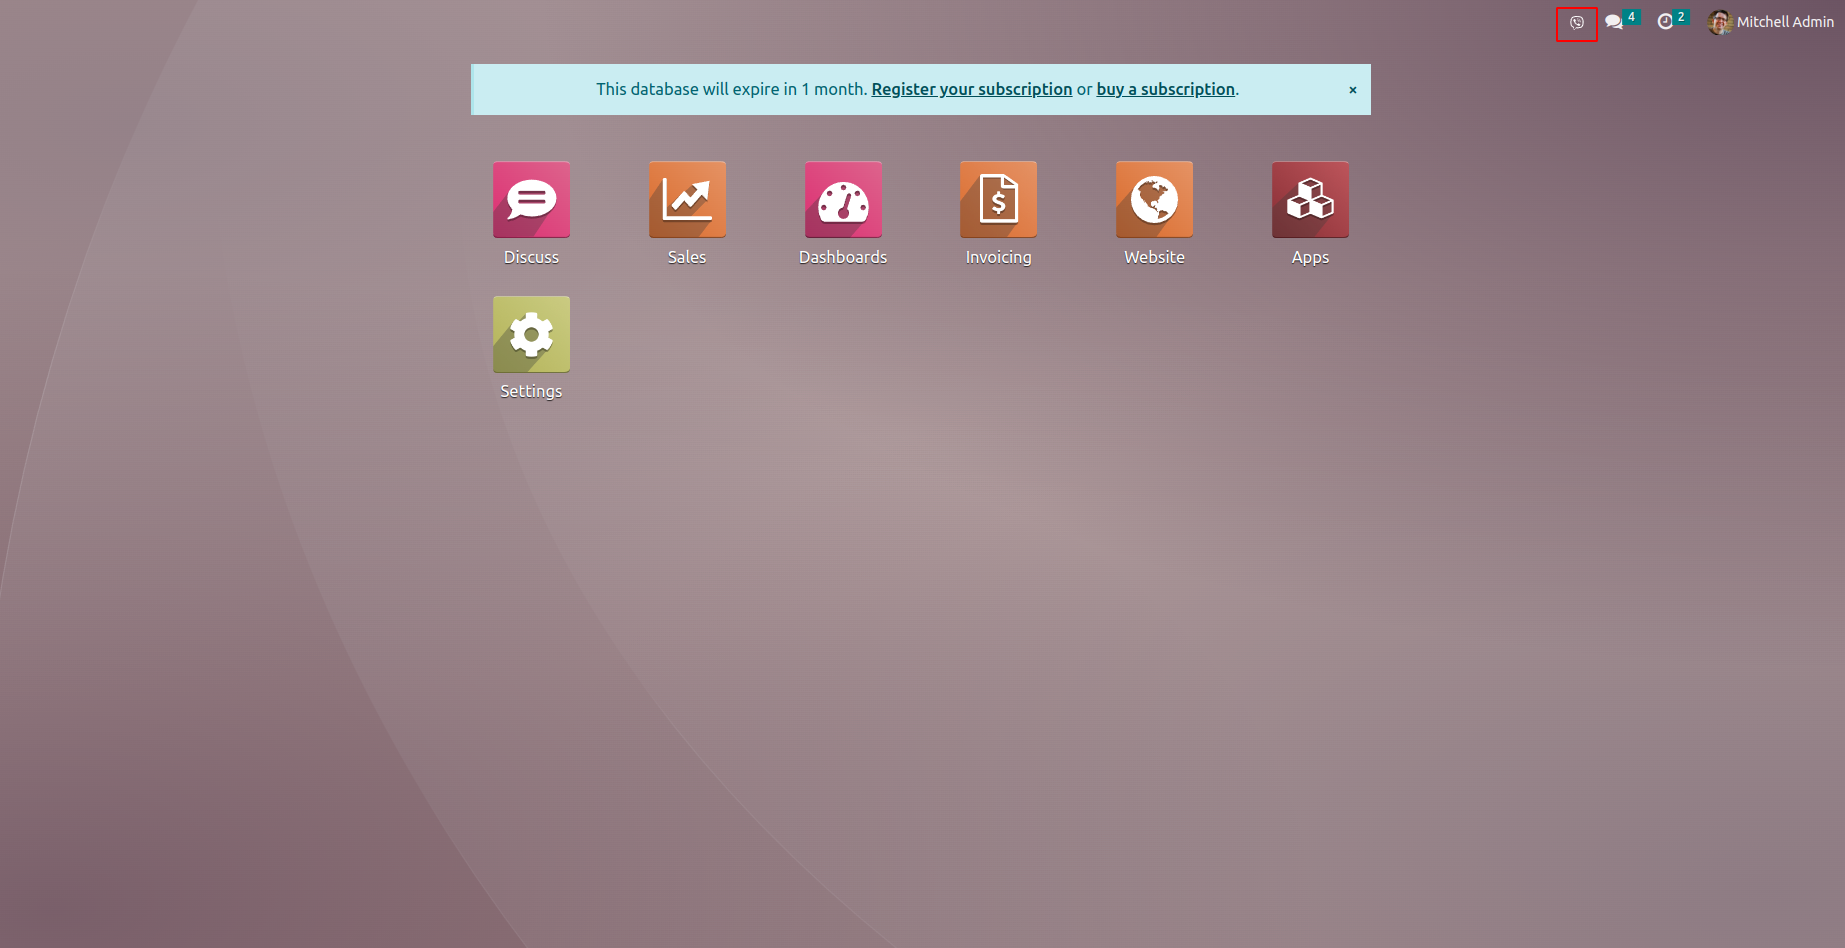 4
2
Mitchell Admin
This database will expire in 1 month. Register your subscription or buy a subscription.
×
Discuss
Sales
Dashboards
$
Invoicing
Website
Apps
Settings